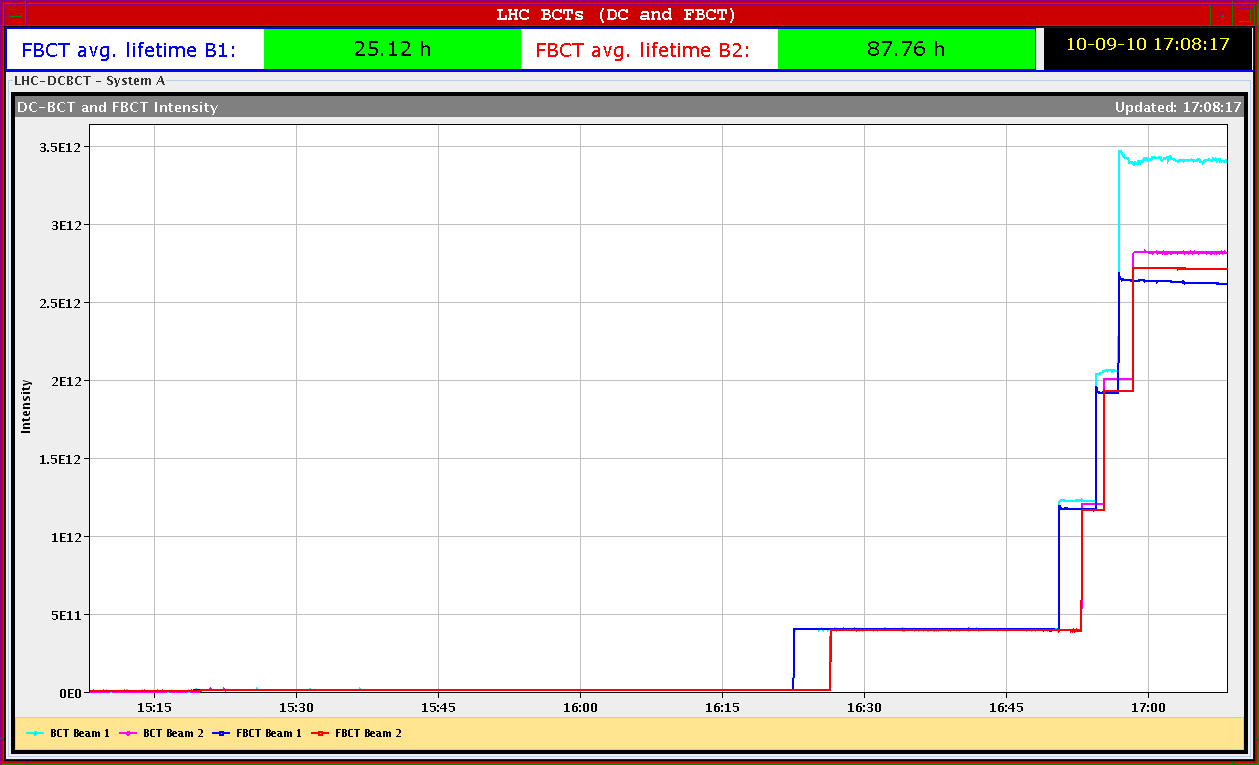 LHC BCTs (DC and FBCT)
FBCT avg. lifetime B1: 25.12 h FBCT avg. lifetime B2: 87.76 h 10-09-10 17:08:17
LHC-DCBCT - System A
DC-BCT and FBCT Intensity Updated: 17:08:17
3.5E12
3E12
2.5E12
2E12
1.5E12
1E12
5E11
0E0
Intensity
15:15 15:30 15:45 16:00 16:15 16:30 16:45 17:00
BCT Beam 1 BCT Beam 2 FBCT Beam 1 FBCT Beam 2